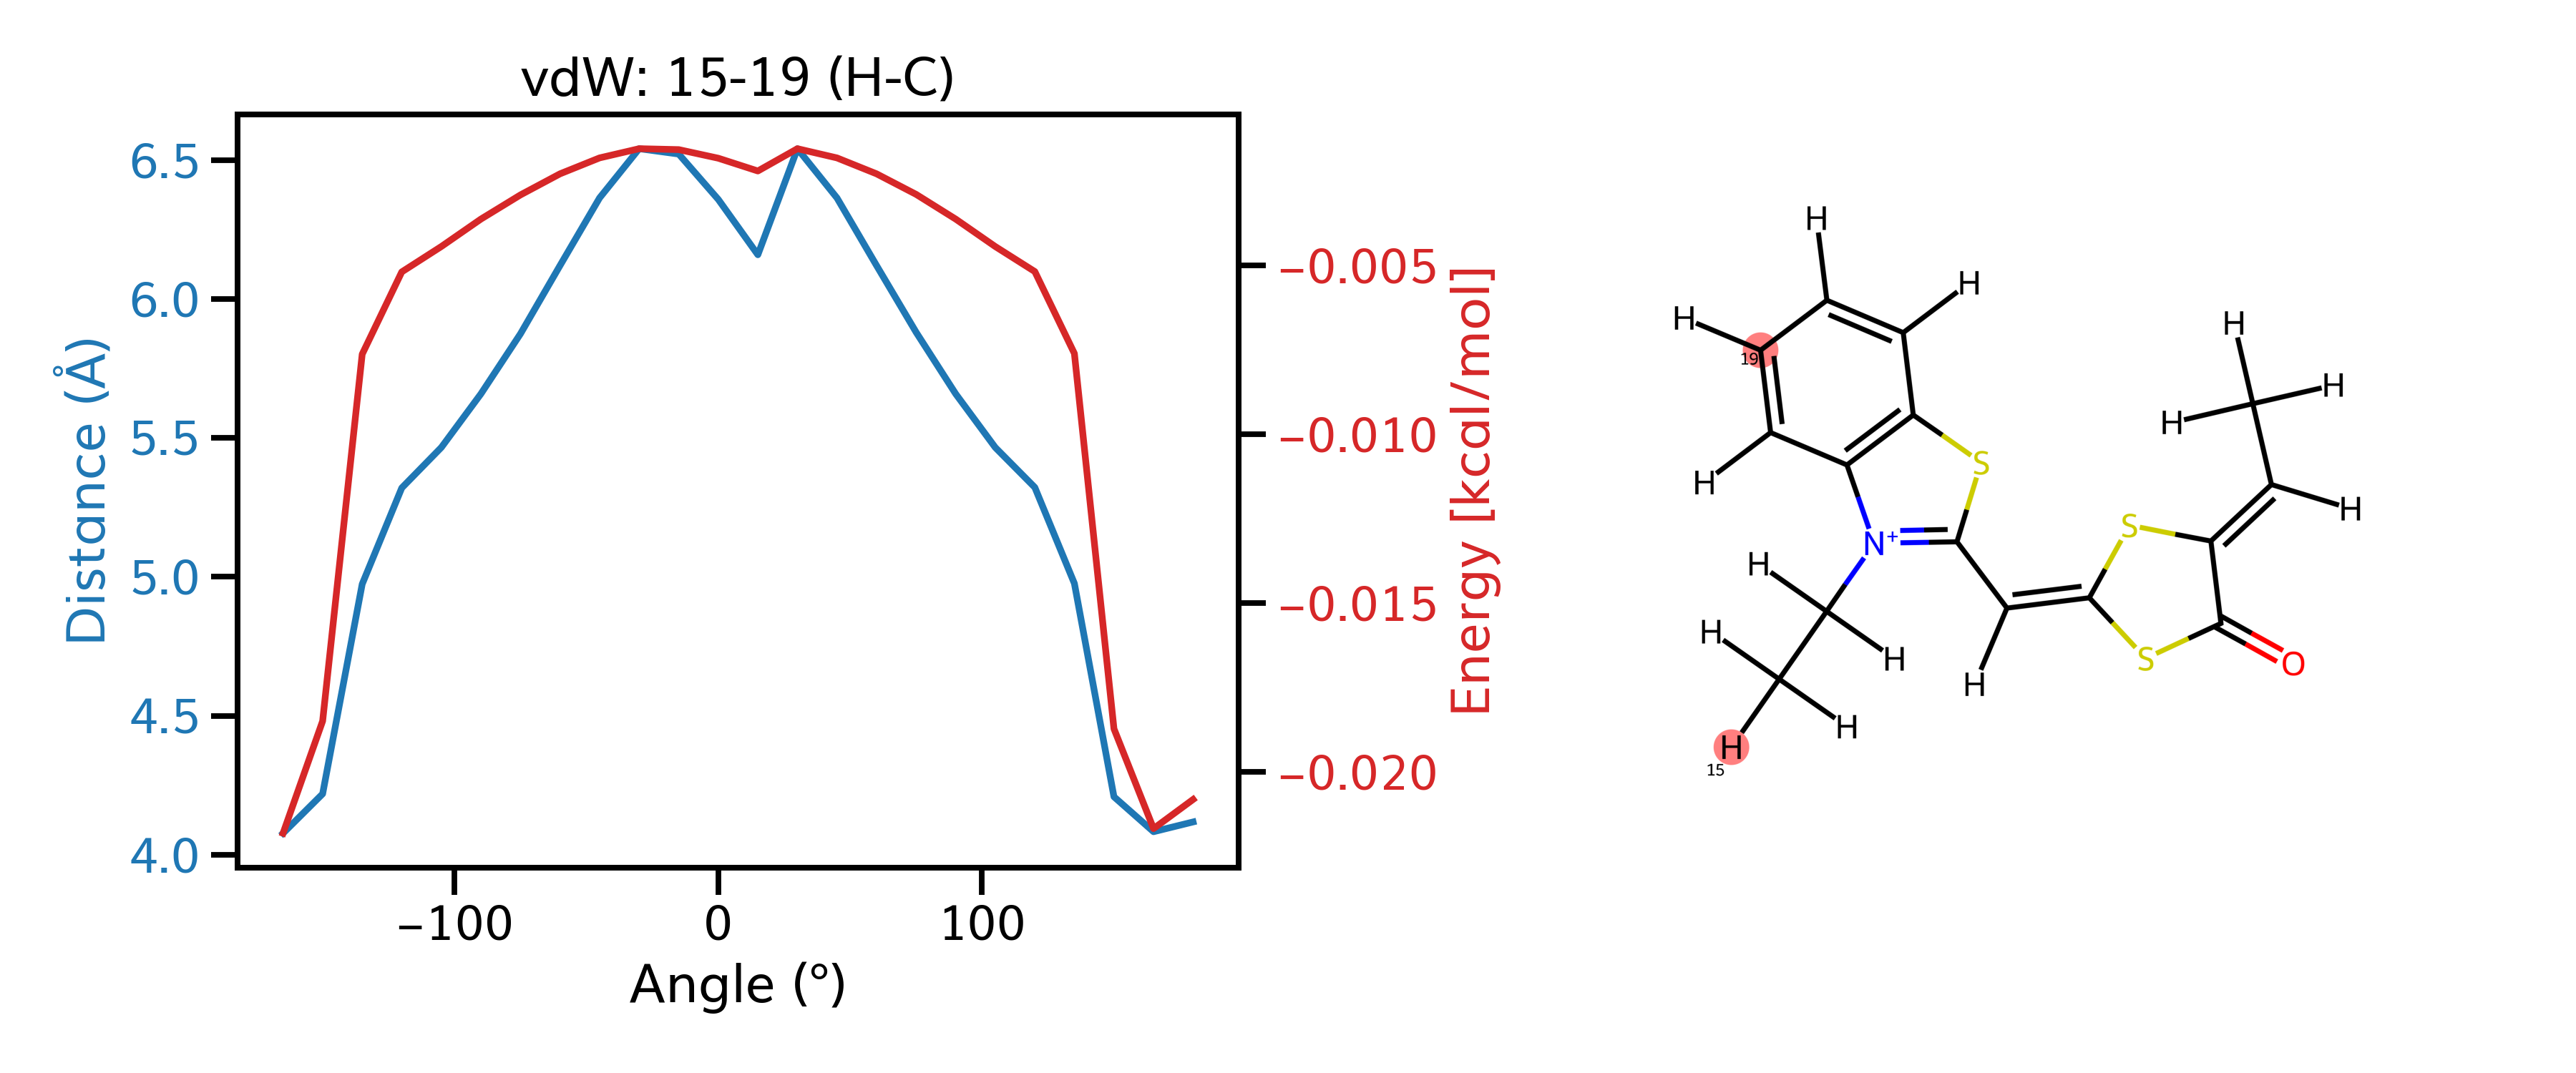 vdW: 15-19 (H-C)
Distance (Å)
6.5
6.0
5.5
5.0
4.5
4.0
−100
0
100
Angle (°)
−0.005
−0.010
−0.015
−0.020
Energy [kcal/mol]
H
H
H
19
H
S
N⁺
H
H
H
H
H
15
H
S
S
O
H
H
H
H